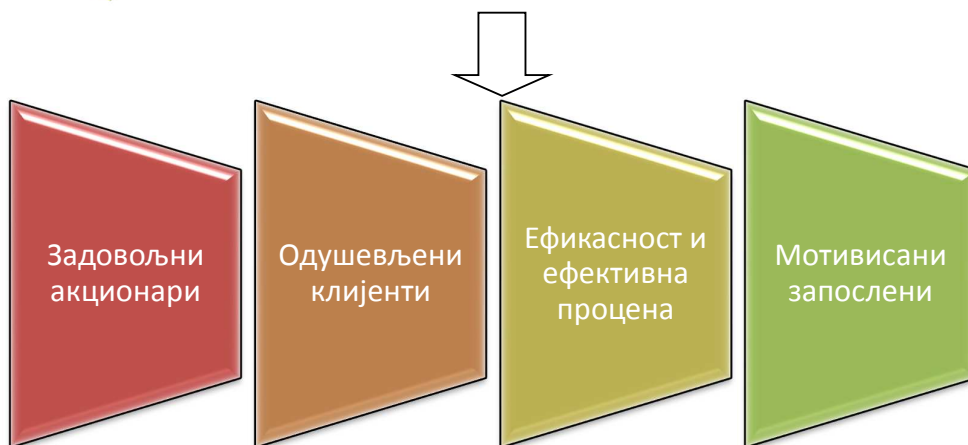 Задовољни
акционари
Одушевљени
клијенти
Ефикасност и
ефективна
процена
Мотивисани
запослени